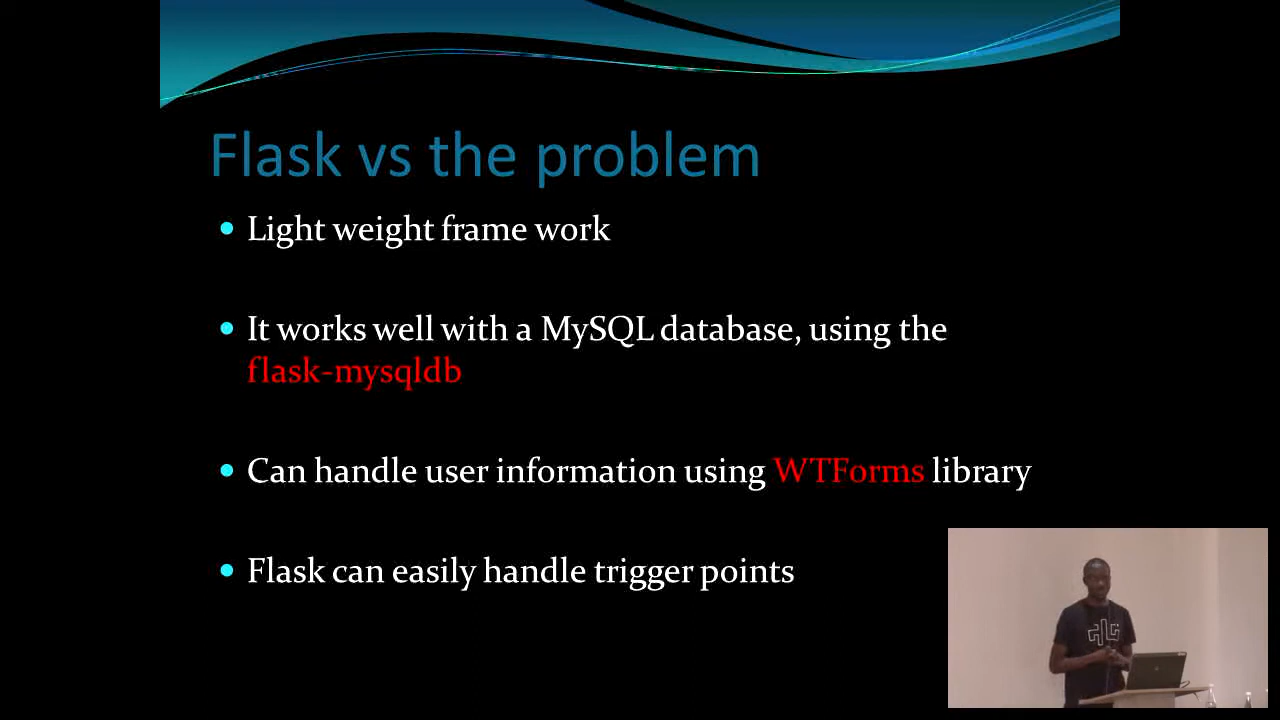 Flask vs the problem
Light weight frame work
It works well with a MySQL database, using the
flask-mysqldb
Can handle user information using WTForms library
Flask can easily handle trigger points